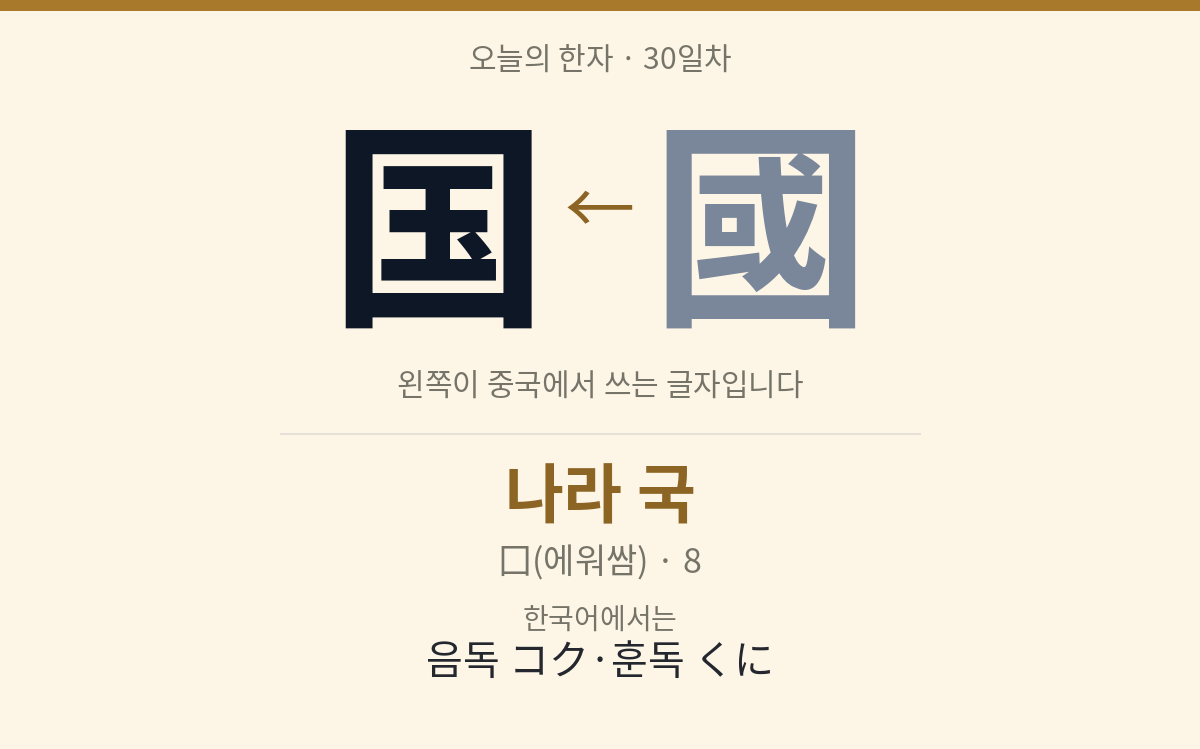 오늘의 한자 · 30일차
国 ← 國
왼쪽이 중국에서 쓰는 글자입니다
나라 국
囗(에워쌈) · 8
한국어에서는
음독 コク·훈독 くに